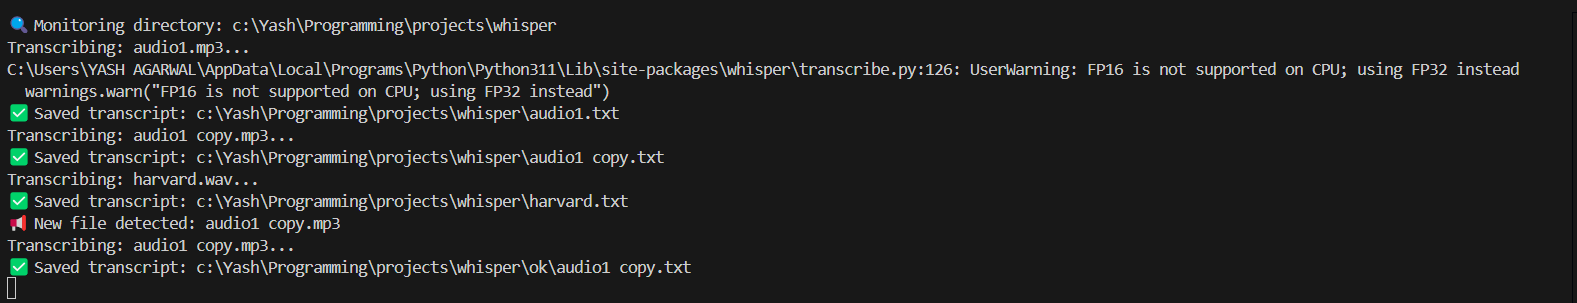 🔍 Monitoring directory: c:\Yash\Programming\projects\whisper
Transcribing: audio1.mp3...
C:\Users\YASH AGARWAL\AppData\Local\Programs\Python\Python311\Lib\site-packages\whisper\transcribe.py:126: UserWarning: FP16 is not supported on CPU; using FP32 instead
  warnings.warn("FP16 is not supported on CPU; using FP32 instead")
✅ Saved transcript: c:\Yash\Programming\projects\whisper\audio1.txt
Transcribing: audio1 copy.mp3...
✅ Saved transcript: c:\Yash\Programming\projects\whisper\audio1 copy.txt
Transcribing: harvard.wav...
✅ Saved transcript: c:\Yash\Programming\projects\whisper\harvard.txt
📢 New file detected: audio1 copy.mp3
Transcribing: audio1 copy.mp3...
✅ Saved transcript: c:\Yash\Programming\projects\whisper\ok\audio1 copy.txt